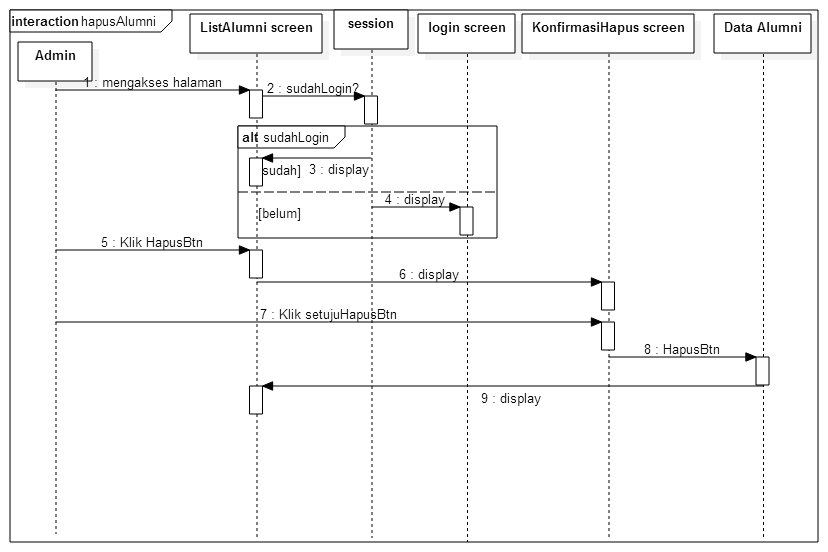 interaction hapusAlumni
ListAlumni screen
session
login screen
KonfirmasiHapus screen
Data Alumni
Admin
1 : mengakses halaman
2 : sudahLogin?
alt sudahLogin
sudah]
3 : display
4 : display
[belum]
5 : Klik HapusBtn
6 : display
7 : Klik setujuHapusBtn
8 : HapusBtn
9 : display